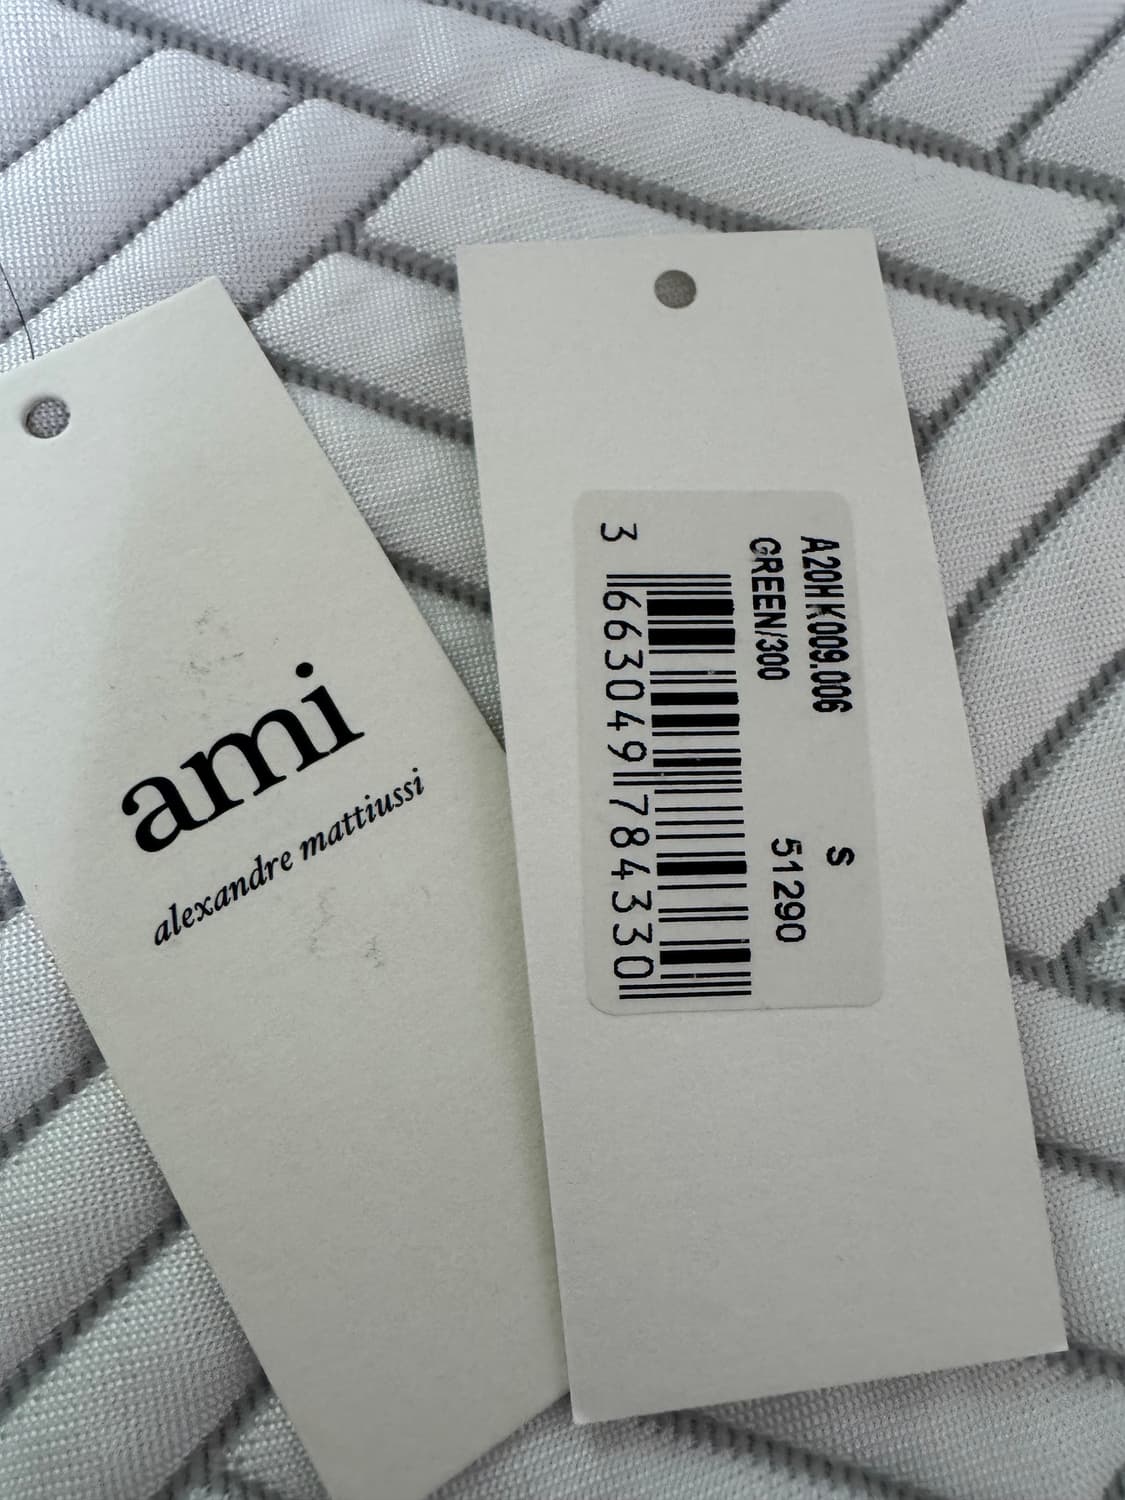 ami
alexandre mattiussi
A20HK009.006 S
GREEN/300 51290
3 663049 784330